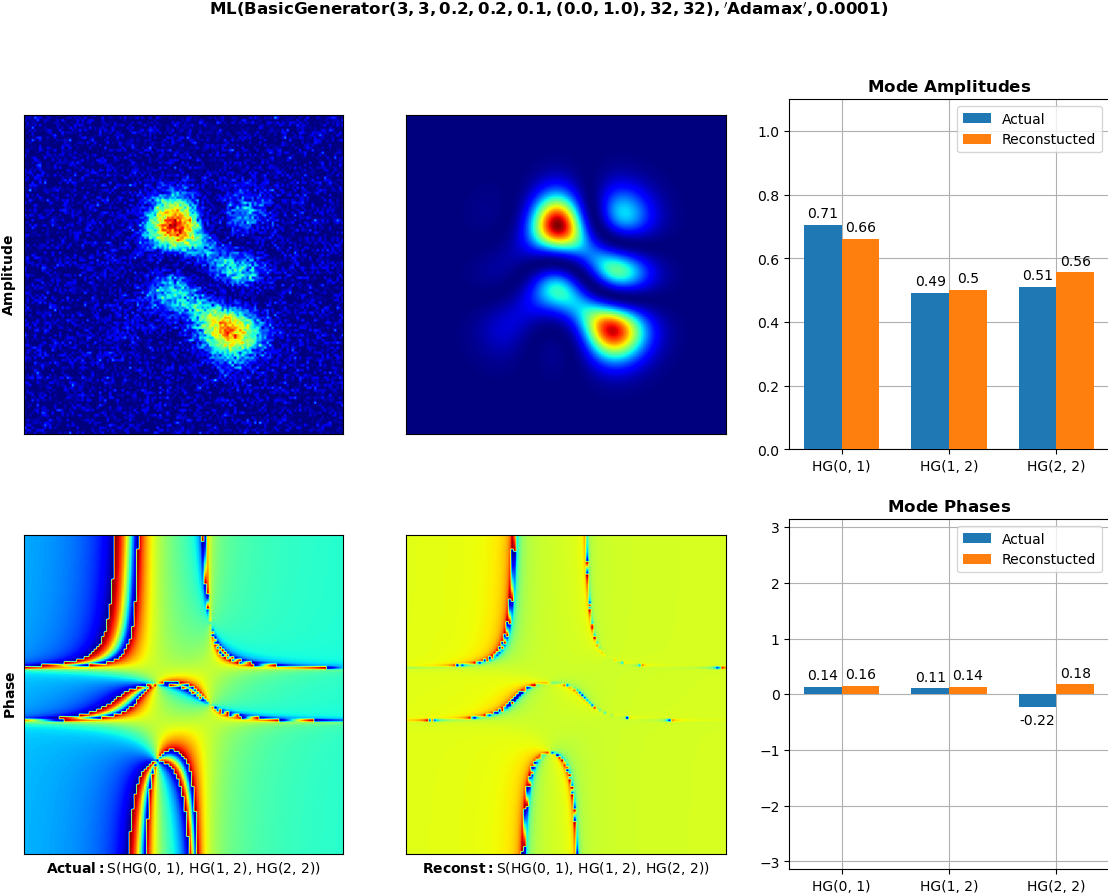 ML(BasicGenerator(3, 3, 0.2, 0.2, 0.1, (0.0, 1.0), 32, 32), ′Adamax′, 0.0001)
Amplitude
Mode Amplitudes
Actual
Reconstucted
1.0
0.8
0.6
0.4
0.2
0.0
0.71
0.66
0.49
0.5
0.51
0.56
HG(0, 1)
HG(1, 2)
HG(2, 2)
Phase
Actual: S(HG(0, 1), HG(1, 2), HG(2, 2))
Reconst: S(HG(0, 1), HG(1, 2), HG(2, 2))
Mode Phases
Actual
Reconstucted
3
2
1
0
−1
−2
−3
0.14
0.16
0.11
0.14
-0.22
0.18
HG(0, 1)
HG(1, 2)
HG(2, 2)